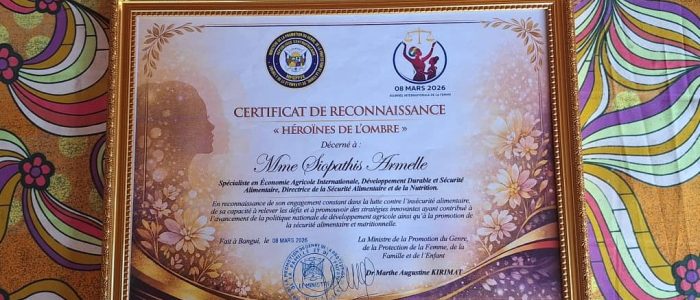 08 MARS 2026
JOURNÉE INTERNATIONALE DE LA FEMME
CERTIFICAT DE RECONNAISSANCE
« HÉROÏNES DE L'OMBRE »
Décerné à :
Mme Siopathis Armelle
Spécialiste en Économie Agricole Internationale, Développement Durable et Sécurité
Alimentaire, Directrice de la Sécurité Alimentaire et de la Nutrition.
En reconnaissance de son engagement constant dans la lutte contre l'insécurité alimentaire,
de sa capacité à relever les défis et à promouvoir des stratégies innovantes ayant contribué à
l'avancement de la politique nationale de développement agricole ainsi qu'à la promotion de
la sécurité alimentaire et nutritionnelle.
Fait à Bangui, le 08 MARS 2026
La Ministre de la Promotion du Genre,
de la Protection de la Femme, de la
Famille et de l'Enfant
Dr Marthe Augustine KIRIMAT